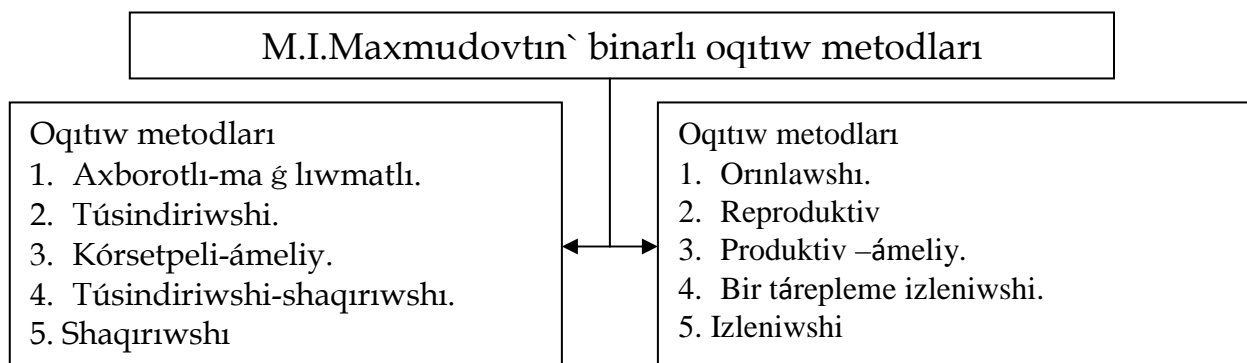 M.I.Maxmudovtın` binarlı oqıtıw metodları
Oqıtıw metodları
1. Axborotlı-ma ǵ lıwmatlı.
2. Túsindiriwshi.
3. Kórsetpeli-ámeliy.
4. Túsindiriwshi-shaqırıwshı.
5. Shaqırıwshı
Oqıtıw metodları
1. Orınlawshı.
2. Reproduktiv
3. Produktiv –ámeliy.
4. Bir tárepleme izleniwshi.
5. Izleniwshi